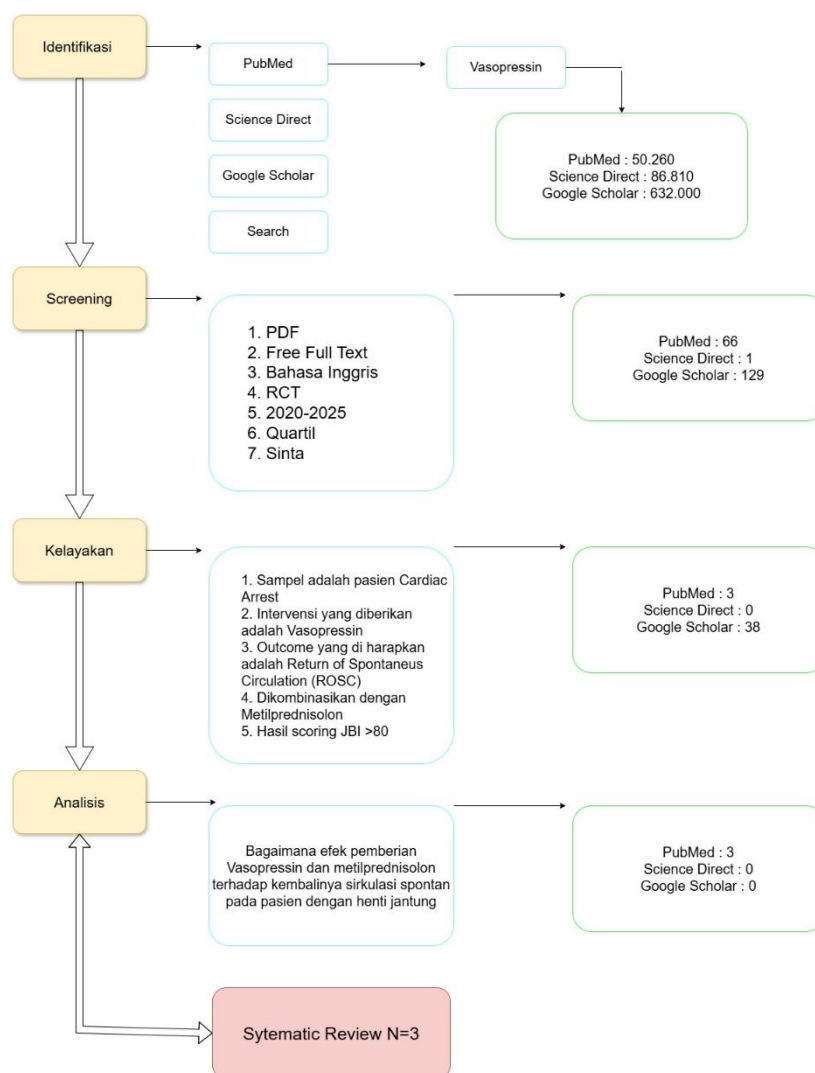 Identifikasi
PubMed
Vasopressin
Science Direct
Google Scholar
Search
PubMed : 50.260
Science Direct : 86.810
Google Scholar : 632.000
Screening
1. PDF
2. Free Full Text
3. Bahasa Inggris
4. RCT
5. 2020-2025
6. Quartil
7. Sinta
PubMed : 66
Science Direct : 1
Google Scholar : 129
Kelayakan
1. Sampel adalah pasien Cardiac
Arrest
2. Intervensi yang diberikan
adalah Vasopressin
3. Outcome yang di harapkan
adalah Return of Spontaneus
Circulation (ROSC)
4. Dikombinasikan dengan
Metilprednisolon
5. Hasil scoring JBI >80
PubMed : 3
Science Direct : 0
Google Scholar : 38
Analisis
Bagaimana efek pemberian
Vasopressin dan metilprednisolon
terhadap kembalinya sirkulasi spontan
pada pasien dengan henti jantung
PubMed : 3
Science Direct : 0
Google Scholar : 0
Sytematic Review N=3